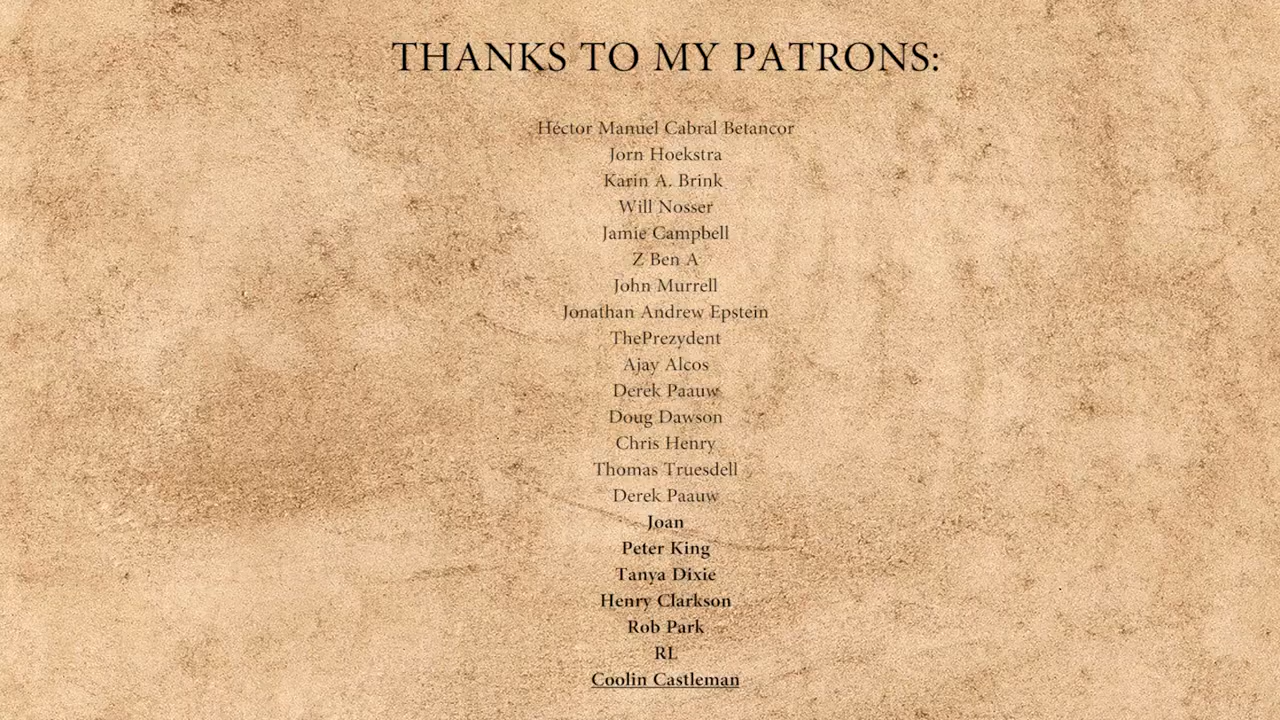 THANKS TO MY PATRONS:
Héctor Manuel Cabral Betancor
Jorn Hoekstra
Karin A. Brink
Will Nosser
Jamie Campbell
Z Ben A
John Murrell
Jonathan Andrew Epstein
ThePrezydent
Ajay Alcos
Derek Paauw
Doug Dawson
Chris Henry
Thomas Truesdell
Derek Paauw
Joan
Peter King
Tanya Dixie
Henry Clarkson
Rob Park
RL
Coolin Castleman